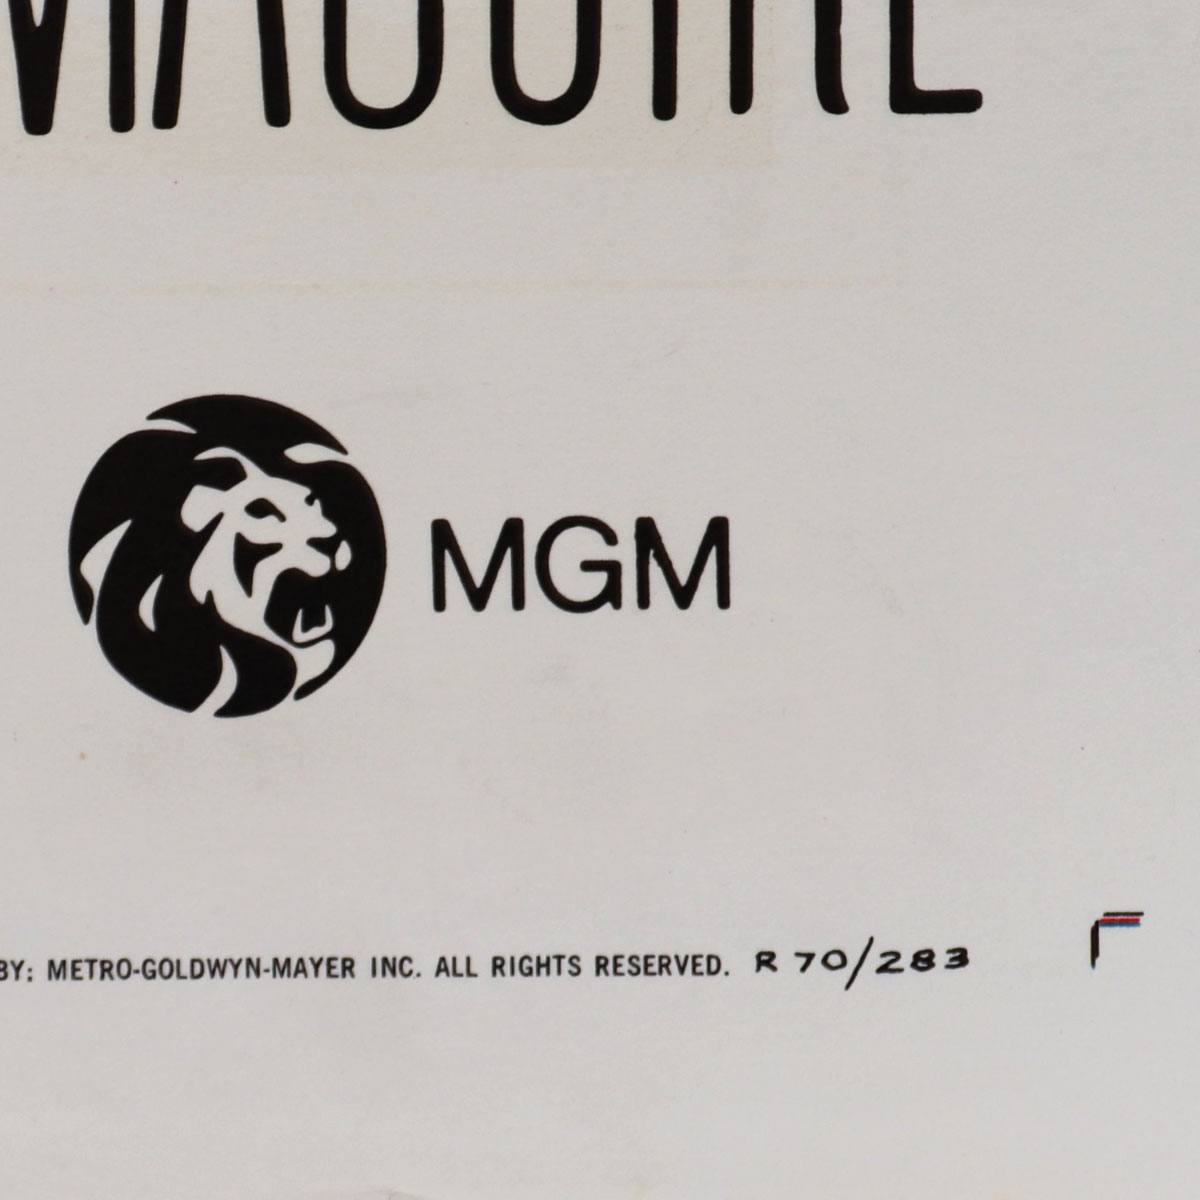 MGM
BY: METRO-GOLDWYN-MAYER INC. ALL RIGHTS RESERVED. R 70/283